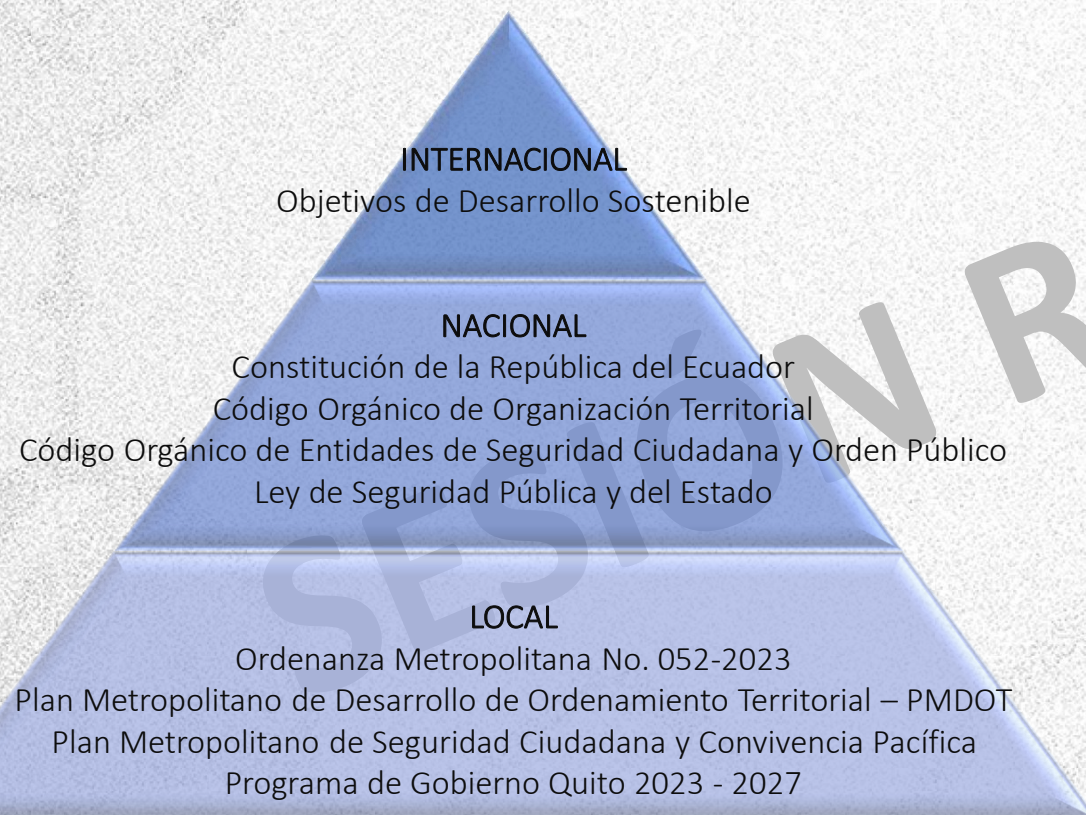 INTERNACIONAL
Objetivos de Desarrollo Sostenible
NACIONAL
Constitución de la República del Ecuador
Código Orgánico de Organización Territorial
Código Orgánico de Entidades de Seguridad Ciudadana y Orden Público
Ley de Seguridad Pública y del Estado
LOCAL
Ordenanza Metropolitana No. 052-2023
Plan Metropolitano de Desarrollo de Ordenamiento Territorial – PMDOT
Plan Metropolitano de Seguridad Ciudadana y Convivencia Pacífica
Programa de Gobierno Quito 2023 - 2027
SESIÓN R